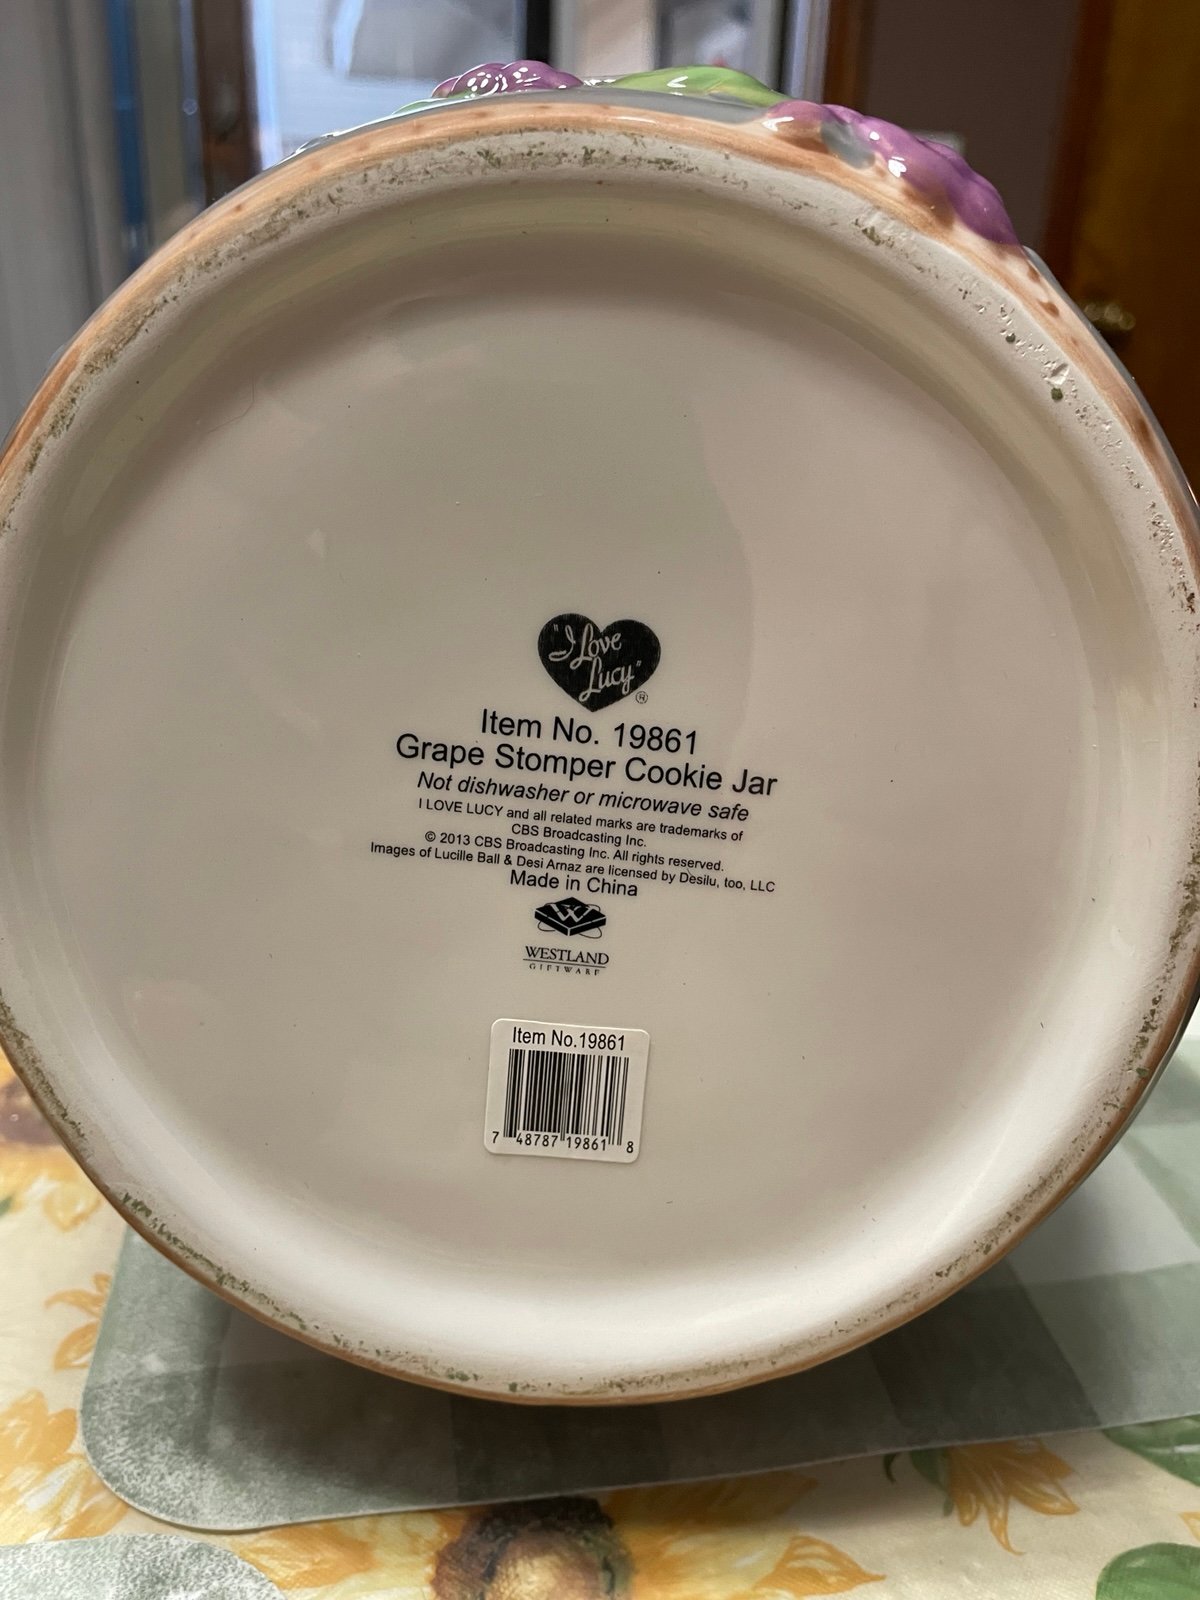 "I Love
Lucy"®
Item No. 19861
Grape Stomper Cookie Jar
Not dishwasher or microwave safe
I LOVE LUCY and all related marks are trademarks of
CBS Broadcasting Inc.
© 2013 CBS Broadcasting Inc. All rights reserved.
Images of Lucille Ball & Desi Arnaz are licensed by Desilu, too, LLC
Made in China
W
WESTLAND
GIFTWARE
Item No.19861
7 48787 19861 8